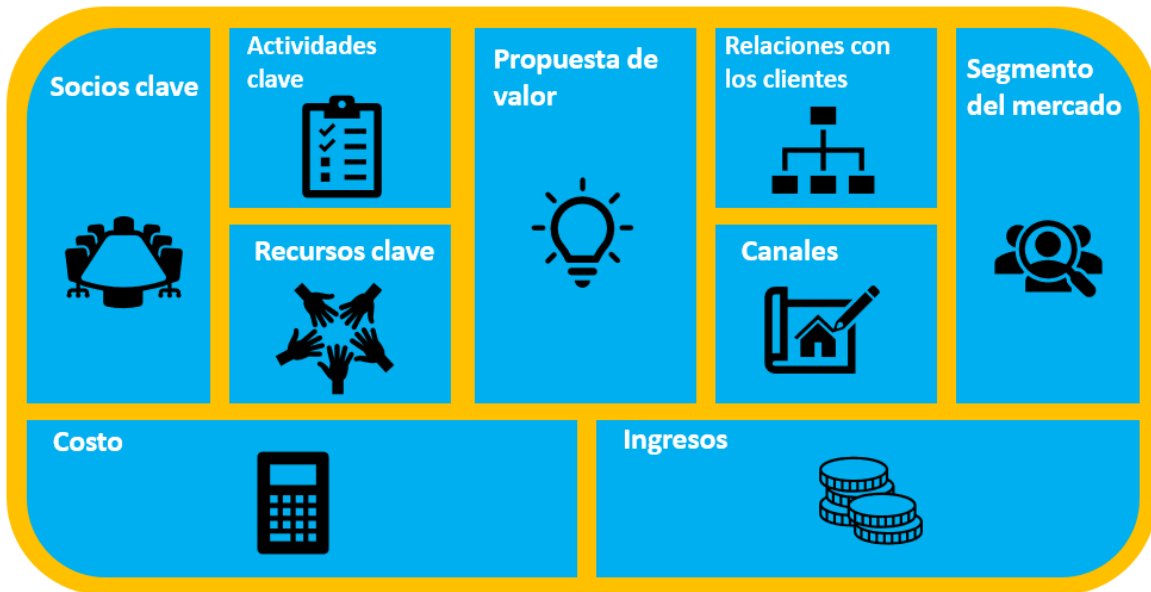 Socios clave
Actividades
clave
Recursos clave
Propuesta de
valor
Relaciones con
los clientes
Canales
Segmento
del mercado
Costo
Ingresos